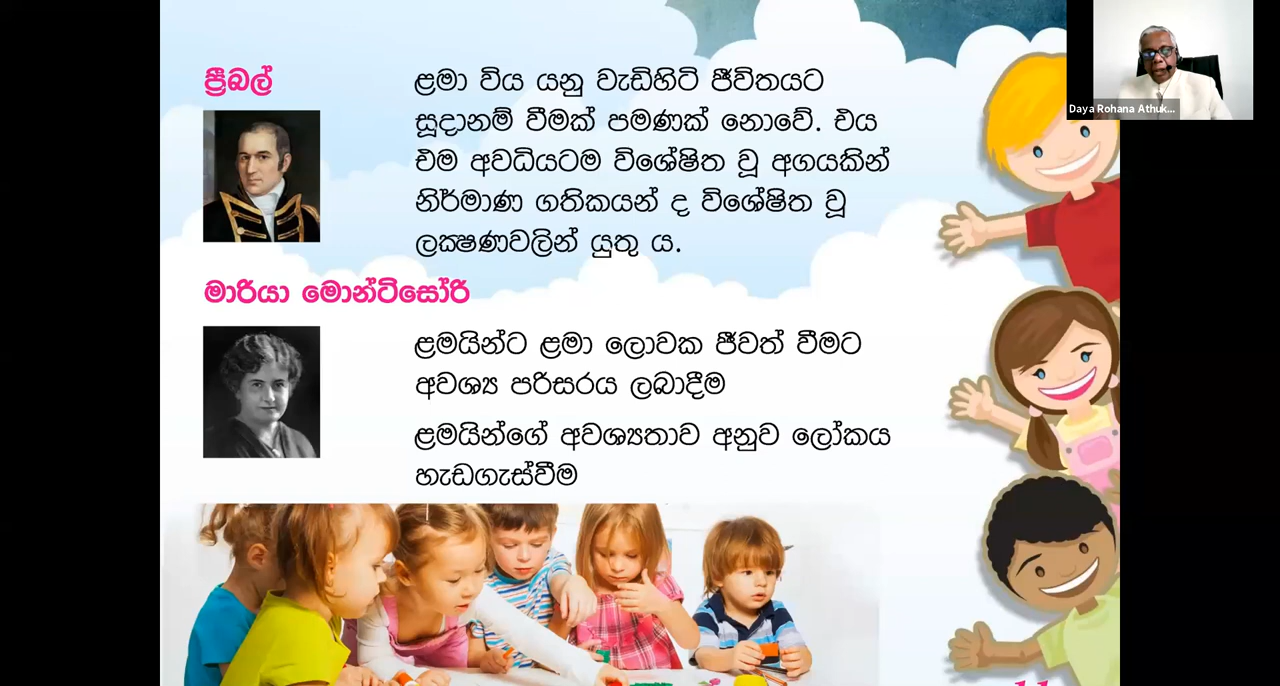 ප්‍රීබල්
ළමා විය යනු වැඩිහිටි ජීවිතයට
සූදානම් වීමක් පමණක් නොවේ. එය
එම අවධියටම විශේෂිත වූ අගයකින්
නිර්මාණ ගතිකයන් ද විශේෂිත වූ
ලක්‍ෂණවලින් යුතු ය.
මාරියා මොන්ටිසෝරි
ළමයින්ට ළමා ලොවක ජීවත් වීමට
අවශ්‍ය පරිසරය ලබාදීම
ළමයින්ගේ අවශ්‍යතාව අනුව ලෝකය
හැඩගැස්වීම
Daya Rohana Athuk...